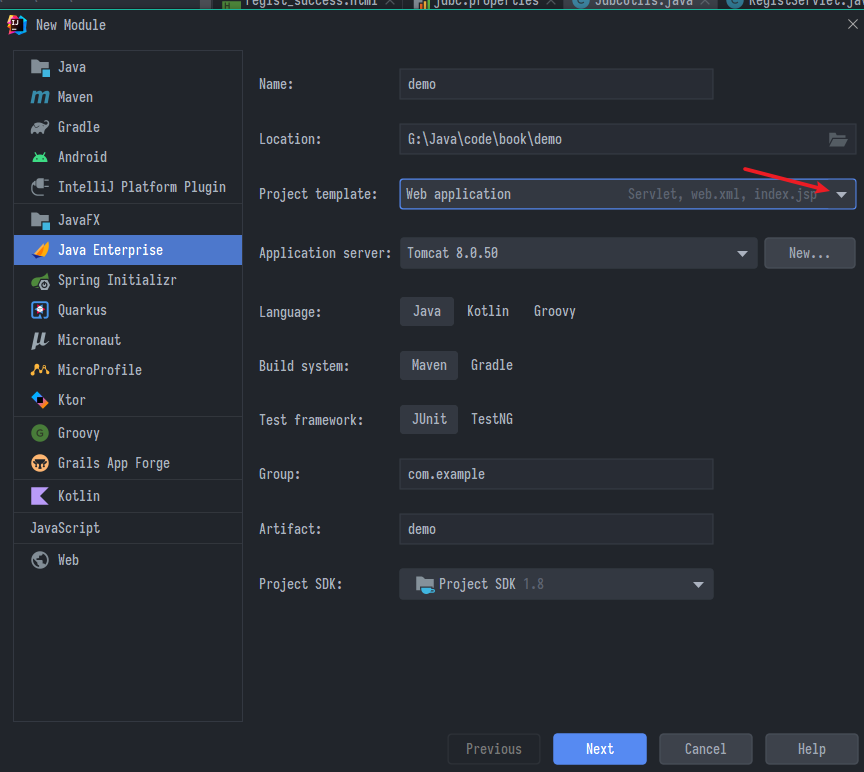 regist_success.html jdbc.properties JdbcUtils.java RegistServlet.java
New Module
Java
Maven
Gradle
Android
IntelliJ Platform Plugin
JavaFX
Java Enterprise
Spring Initializr
Quarkus
Micronaut
MicroProfile
Ktor
Groovy
Grails App Forge
Kotlin
JavaScript
Web
Name: demo
Location: G:\Java\code\book\demo
Project template: Web application Servlet, web.xml, index.jsp
Application server: Tomcat 8.0.50 New...
Language: Java Kotlin Groovy
Build system: Maven Gradle
Test framework: JUnit TestNG
Group: com.example
Artifact: demo
Project SDK: Project SDK 1.8
Previous Next Cancel Help